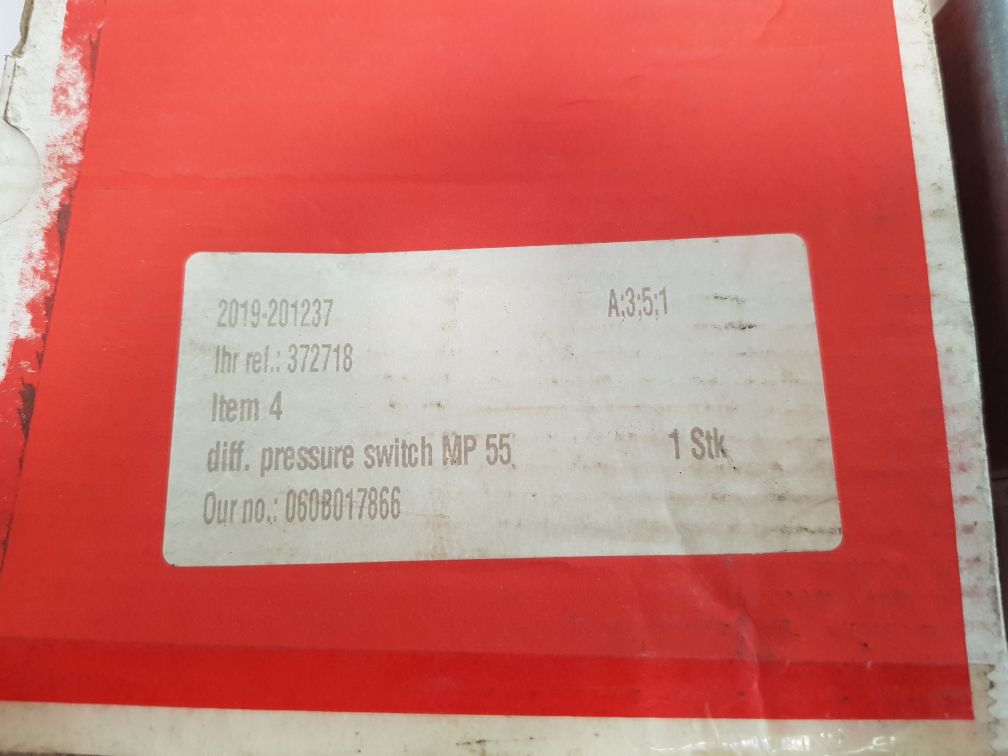 2019-201237 A;3;5;1
Ihr ref.: 372718
Item 4
diff. pressure switch MP 55 1 Stk
Our no.: 060B017866